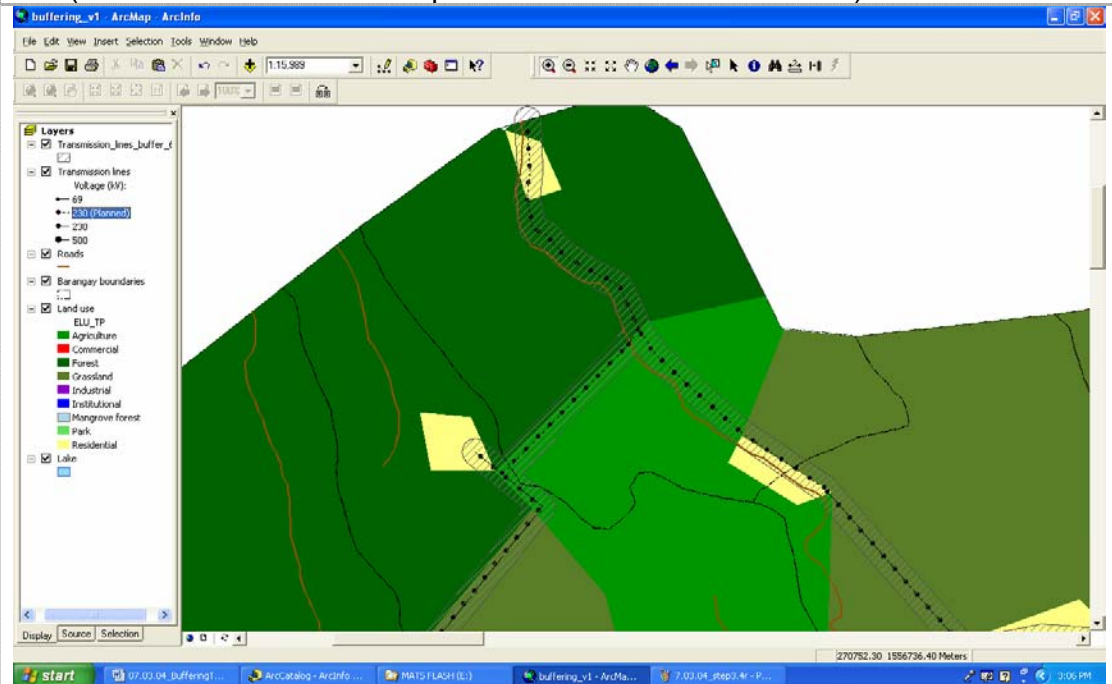 buffering_v1 - ArcMap - ArcInfo
File Edit View Insert Selection Tools Window Help
1:15,989
100%
Layers
Transmission_lines_buffer_6
Transmission lines
Voltage (kV):
69
230 (Planned)
230
500
Roads
Barangay boundaries
Land use
ELU_TP
Agriculture
Commercial
Forest
Grassland
Industrial
Institutional
Mangrove forest
Park
Residential
Lake
Display Source Selection
270752.30 1556736.40 Meters
start 07.03.04_BufferingT... ArcCatalog - ArcInfo ... MATS FLASH (E:) buffering_v1 - ArcMa... 7.03.04_step3.4r - P... 3:06 PM